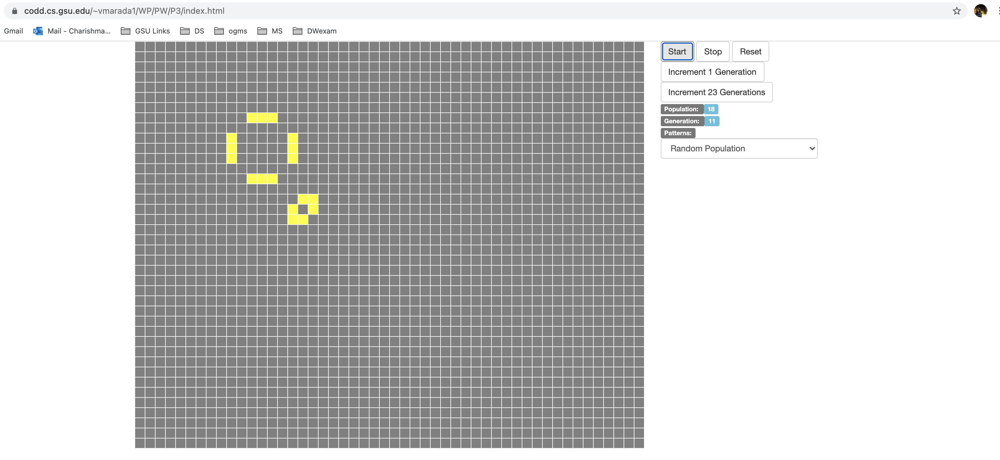 codd.cs.gsu.edu/~vmarada1/WP/PW/P3/index.html
Gmail Mail - Charishma... GSU Links DS ogms MS DWexam
Start Stop Reset
Increment 1 Generation
Increment 23 Generations
Population: 18
Generation: 11
Patterns:
Random Population